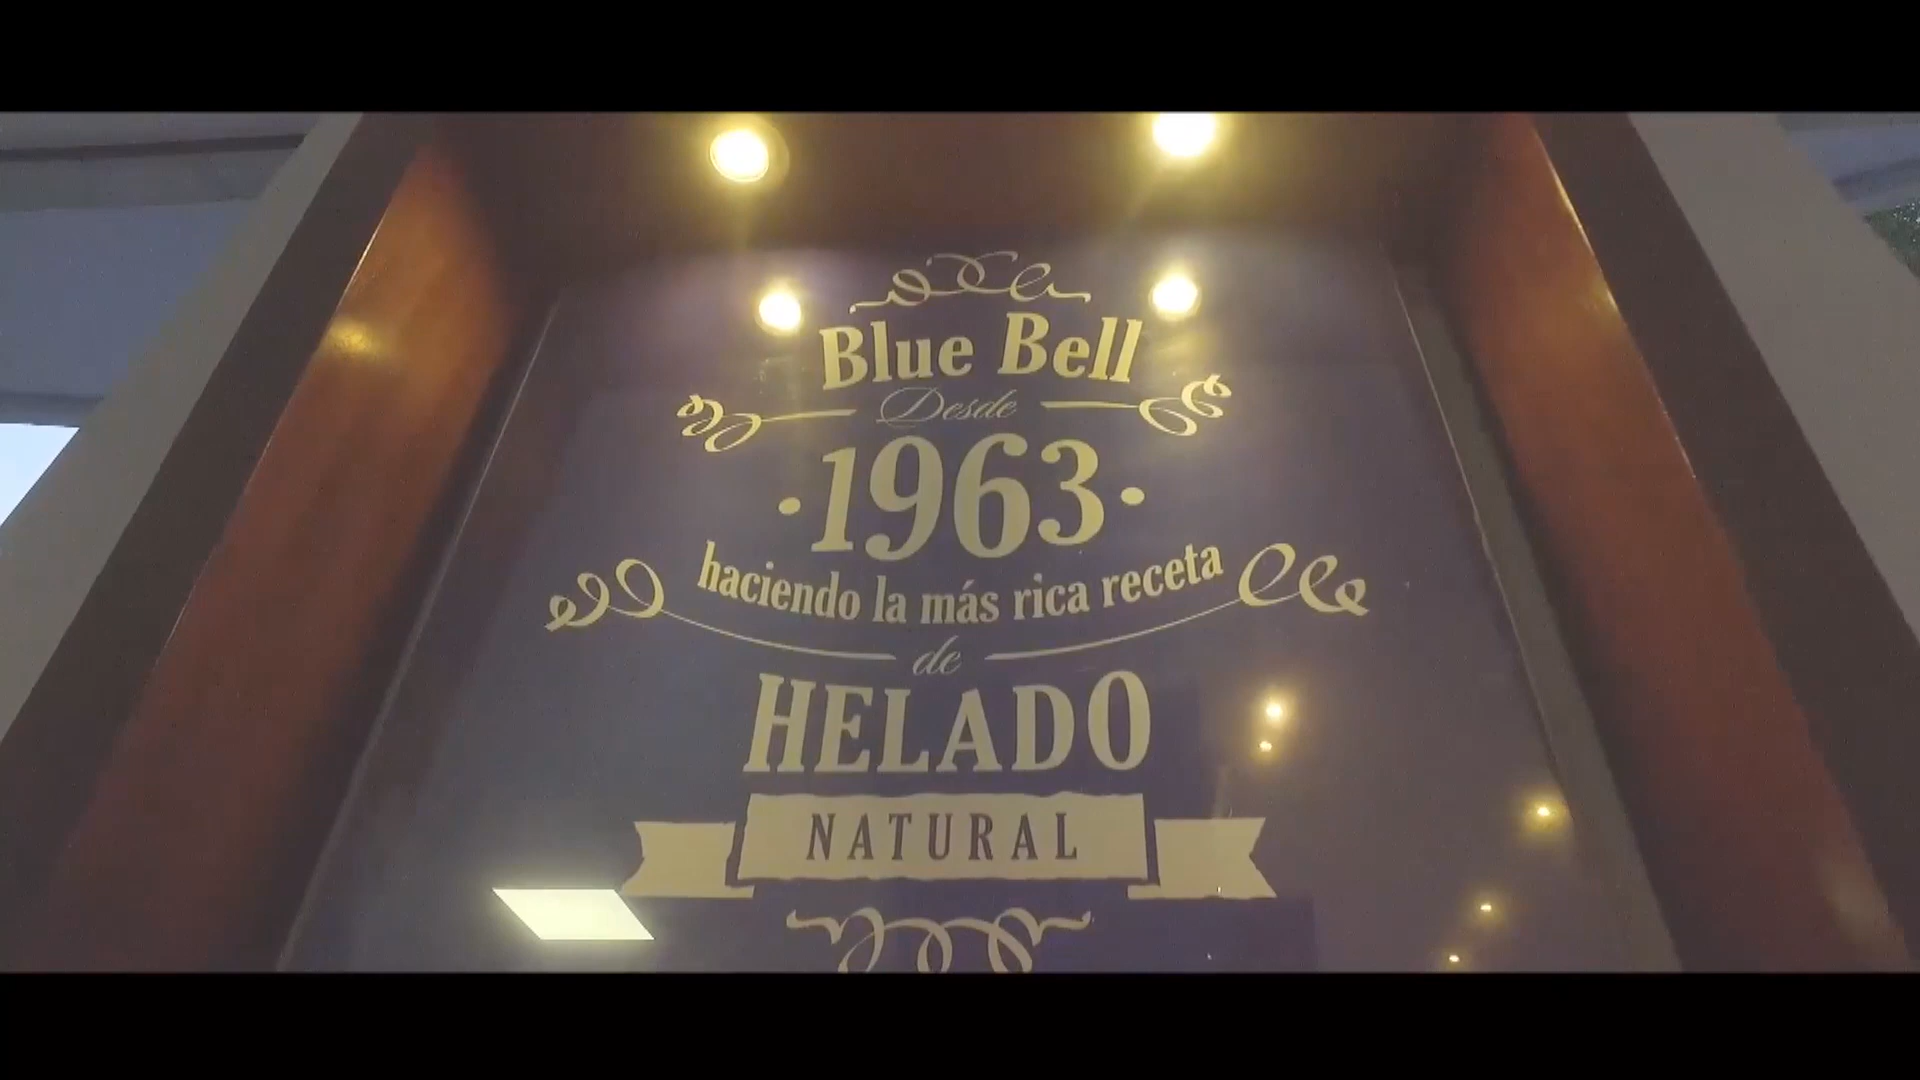 Blue Bell
Desde
·1963·
haciendo la más rica receta
de
HELADO
NATURAL